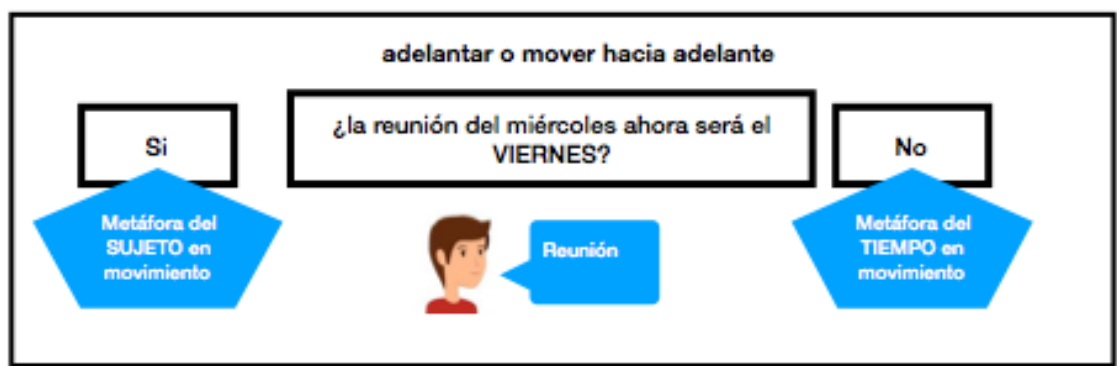 adelantar o mover hacia adelante
Si
¿la reunión del miércoles ahora será el
VIERNES?
No
Metáfora del
SUJETO en
movimiento
Reunión
Metáfora del
TIEMPO en
movimiento